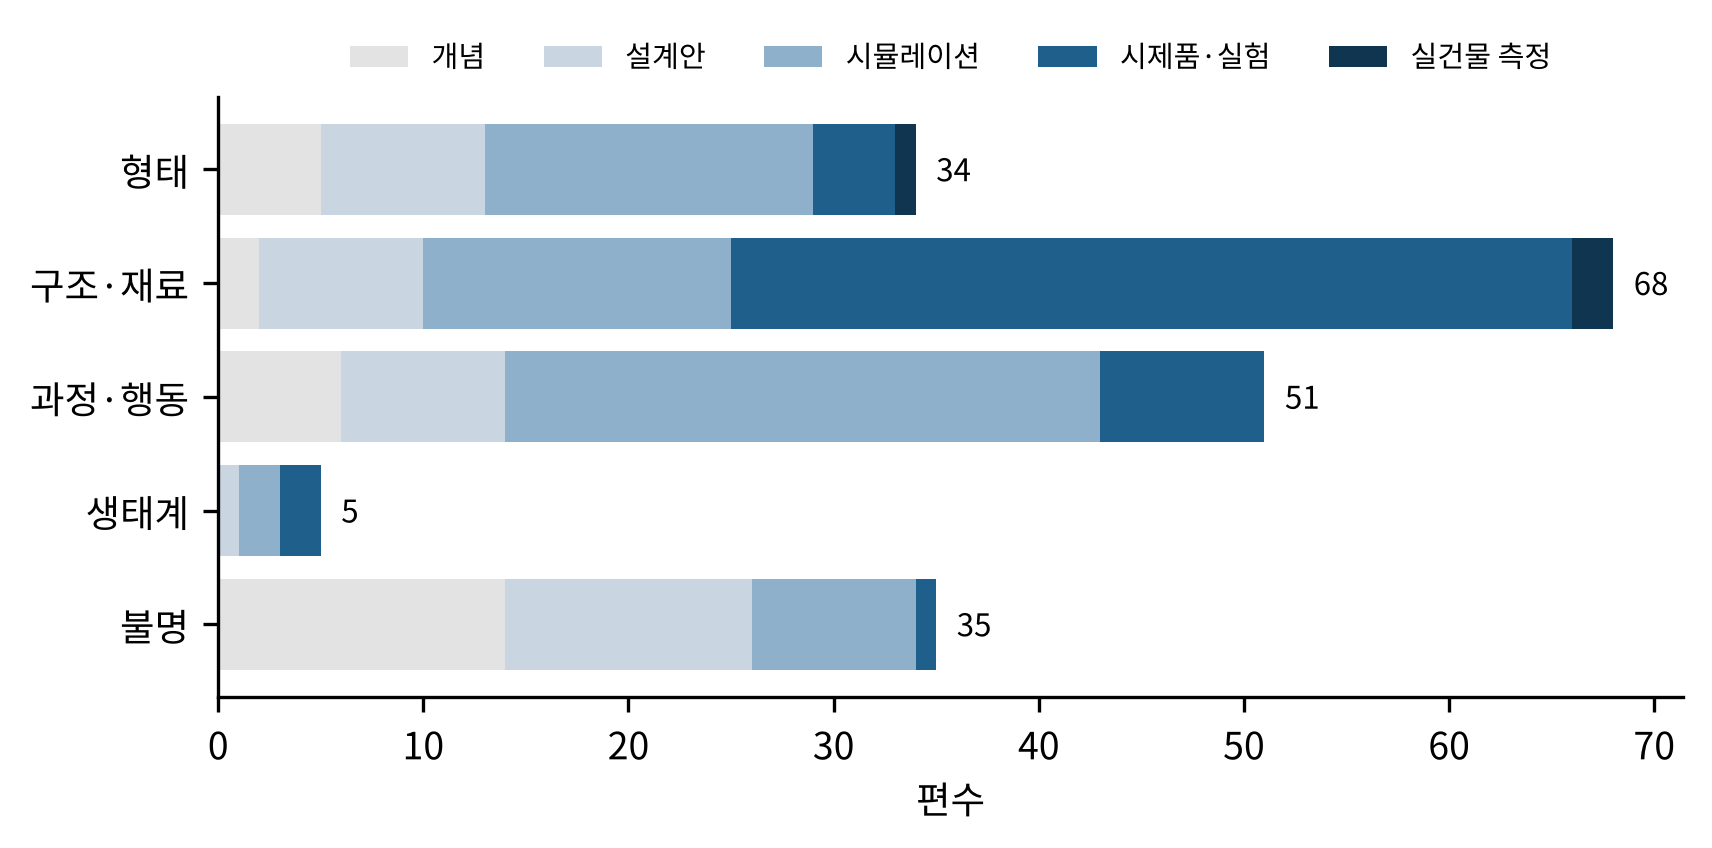 개념 설계안 시뮬레이션 시제품·실험 실건물 측정
형태 34
구조·재료 68
과정·행동 51
생태계 5
불명 35
0 10 20 30 40 50 60 70
편수